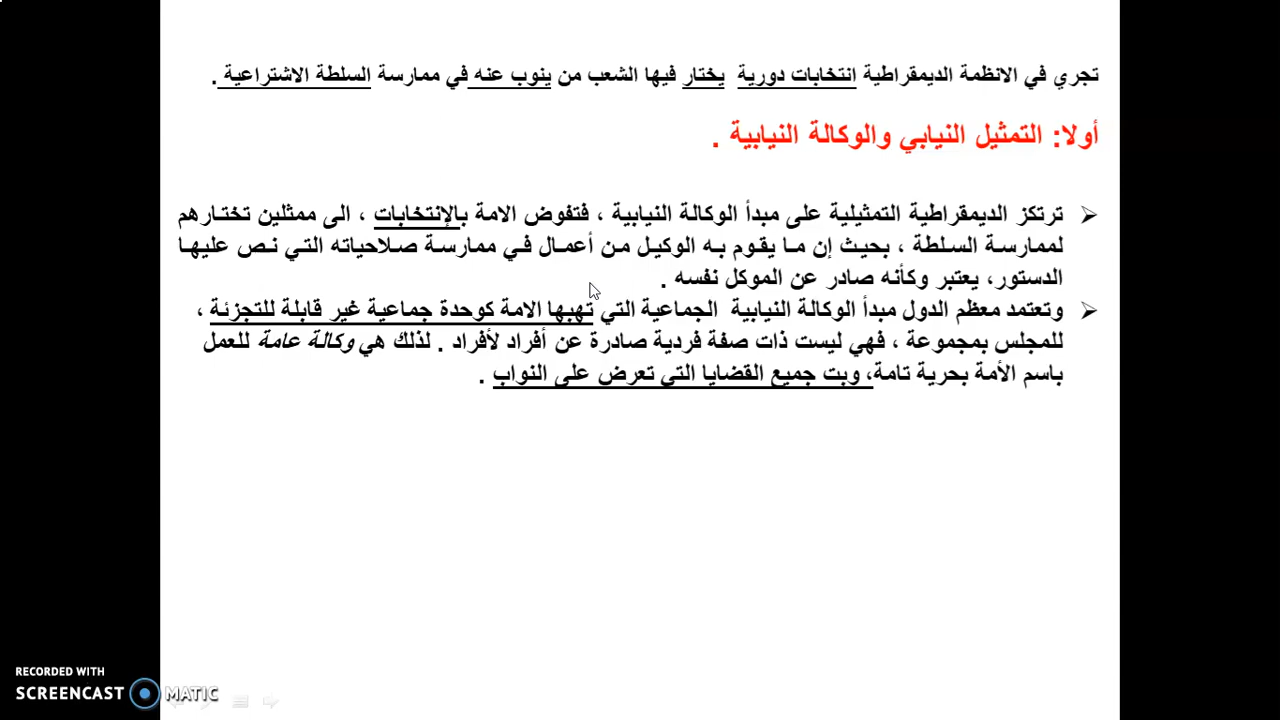 تجري في الانظمة الديمقراطية انتخابات دورية يختار فيها الشعب من ينوب عنه في ممارسة السلطة الاشتراعية .
أولا: التمثيل النيابي والوكالة النيابية .
ترتكز الديمقراطية التمثيلية على مبدأ الوكالة النيابية ، فتفوض الامة بالإنتخابات ، الى ممثلين تختارهم
لممارسة السلطة ، بحيث إن ما يقوم به الوكيل من أعمال في ممارسة صلاحياته التي نص عليها
الدستور، يعتبر وكأنه صادر عن الموكل نفسه .
وتعتمد معظم الدول مبدأ الوكالة النيابية الجماعية التي تهبها الامة كوحدة جماعية غير قابلة للتجزئة ،
للمجلس بمجموعة ، فهي ليست ذات صفة فردية صادرة عن أفراد لأفراد . لذلك هي وكالة عامة للعمل
باسم الأمة بحرية تامة، وبت جميع القضايا التي تعرض على النواب .
RECORDED WITH
SCREENCAST MATIC